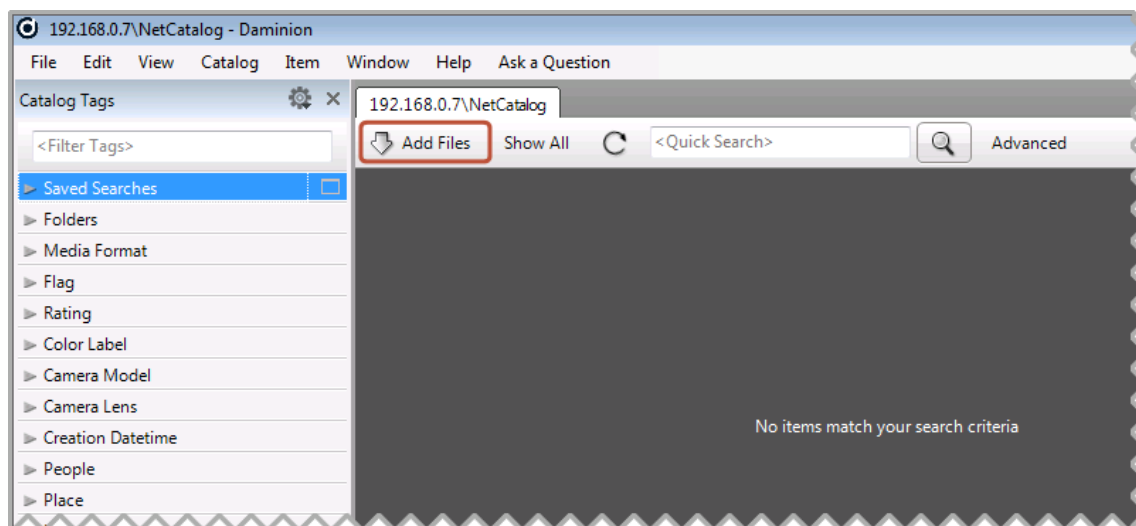 192.168.0.7\NetCatalog - Daminion
File Edit View Catalog Item Window Help Ask a Question
Catalog Tags
192.168.0.7\NetCatalog
<Filter Tags>
Add Files Show All <Quick Search> Advanced
Saved Searches
Folders
Media Format
Flag
Rating
Color Label
Camera Model
Camera Lens
Creation Datetime
People
Place
No items match your search criteria